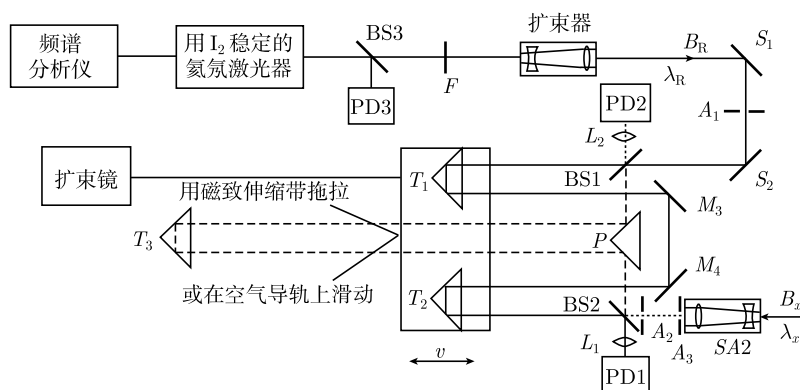 频谱
分析仪
用 I₂ 稳定的
氦氖激光器
BS3
PD3
F
扩束器
B_R
λ_R
S₁
A₁
S₂
PD2
L₂
BS1
扩束镜
T₁
用磁致伸缩带拖拉
T₃
或在空气导轨上滑动
P
M₃
M₄
T₂
BS2
A₂
A₃
SA2
B_x
λ_x
L₁
PD1
v